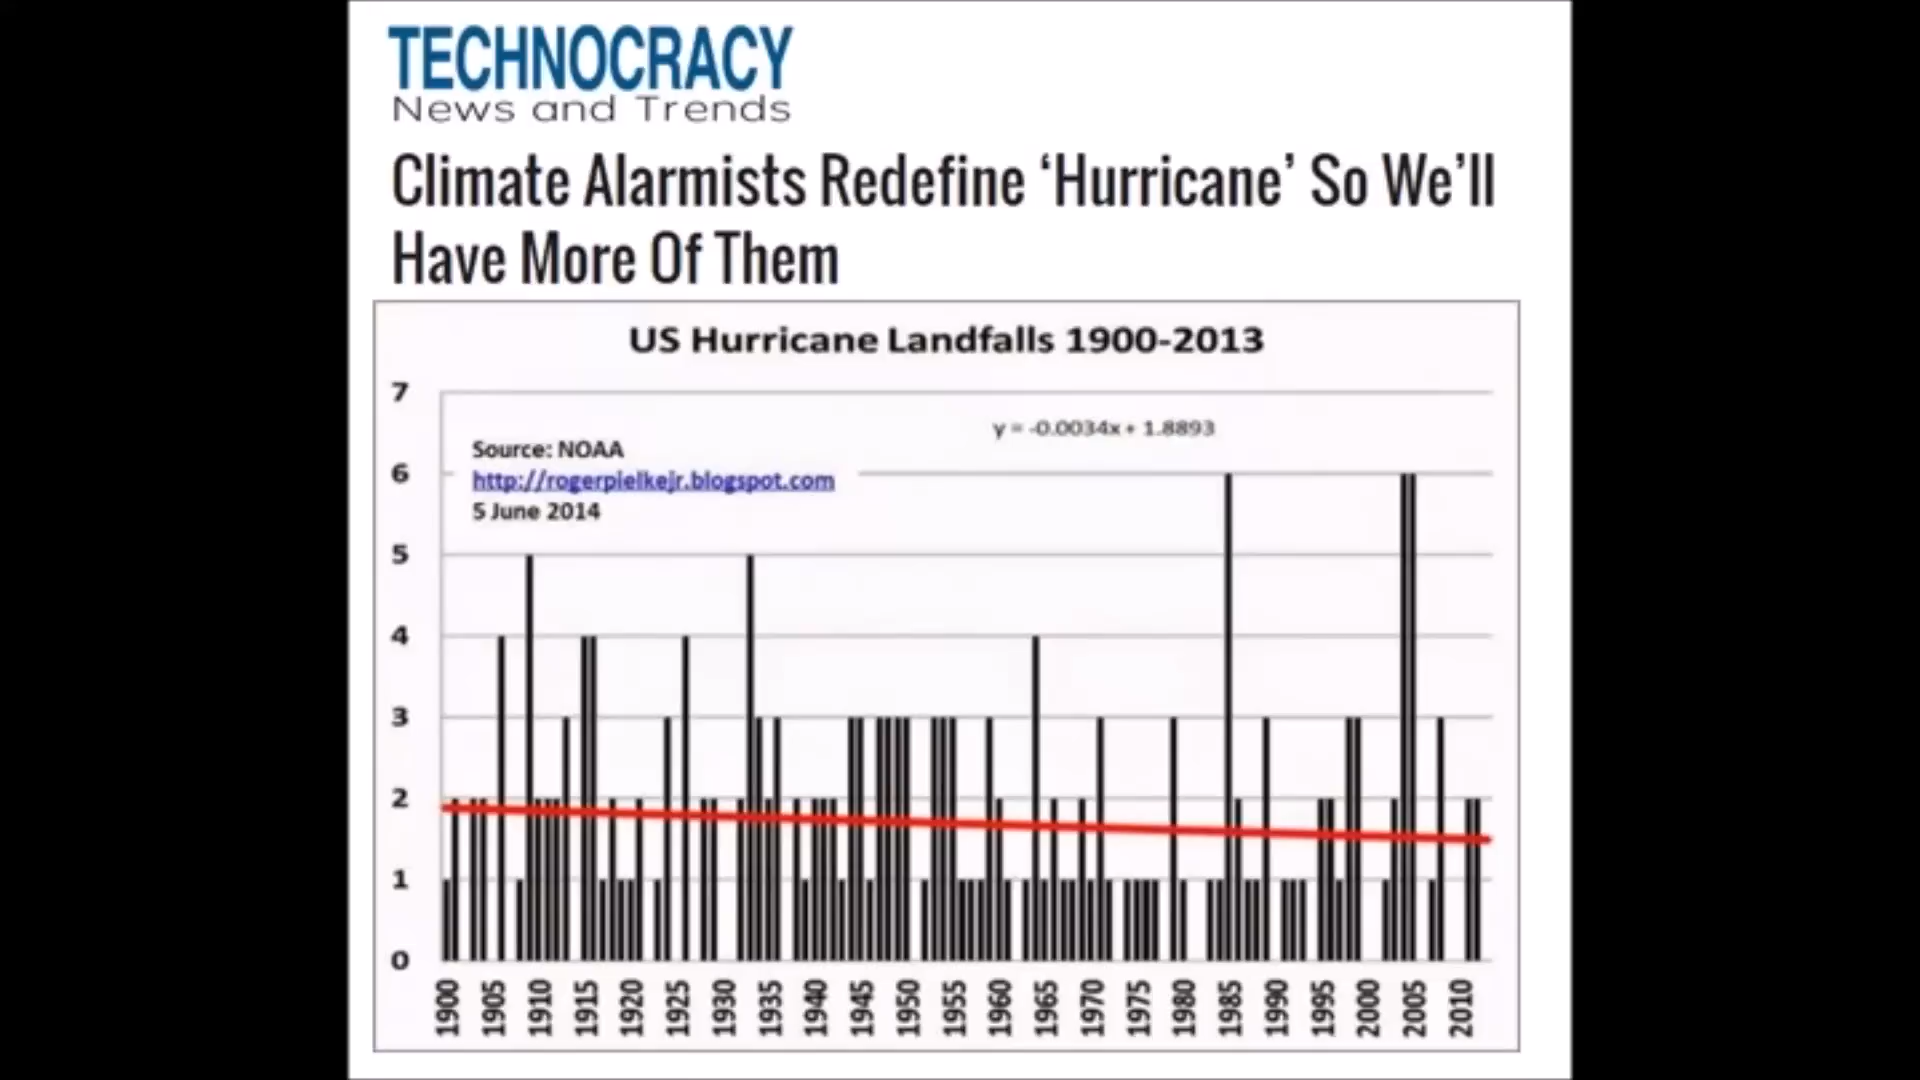 TECHNOCRACY
News and Trends
Climate Alarmists Redefine ‘Hurricane’ So We’ll
Have More Of Them
US Hurricane Landfalls 1900-2013
7
y = -0.0034x + 1.8893
Source: NOAA
6
http://rogerpielkejr.blogspot.com
5 June 2014
5
4
3
2
1
0
1900 1905 1910 1915 1920 1925 1930 1935 1940 1945 1950 1955 1960 1965 1970 1975 1980 1985 1990 1995 2000 2005 2010